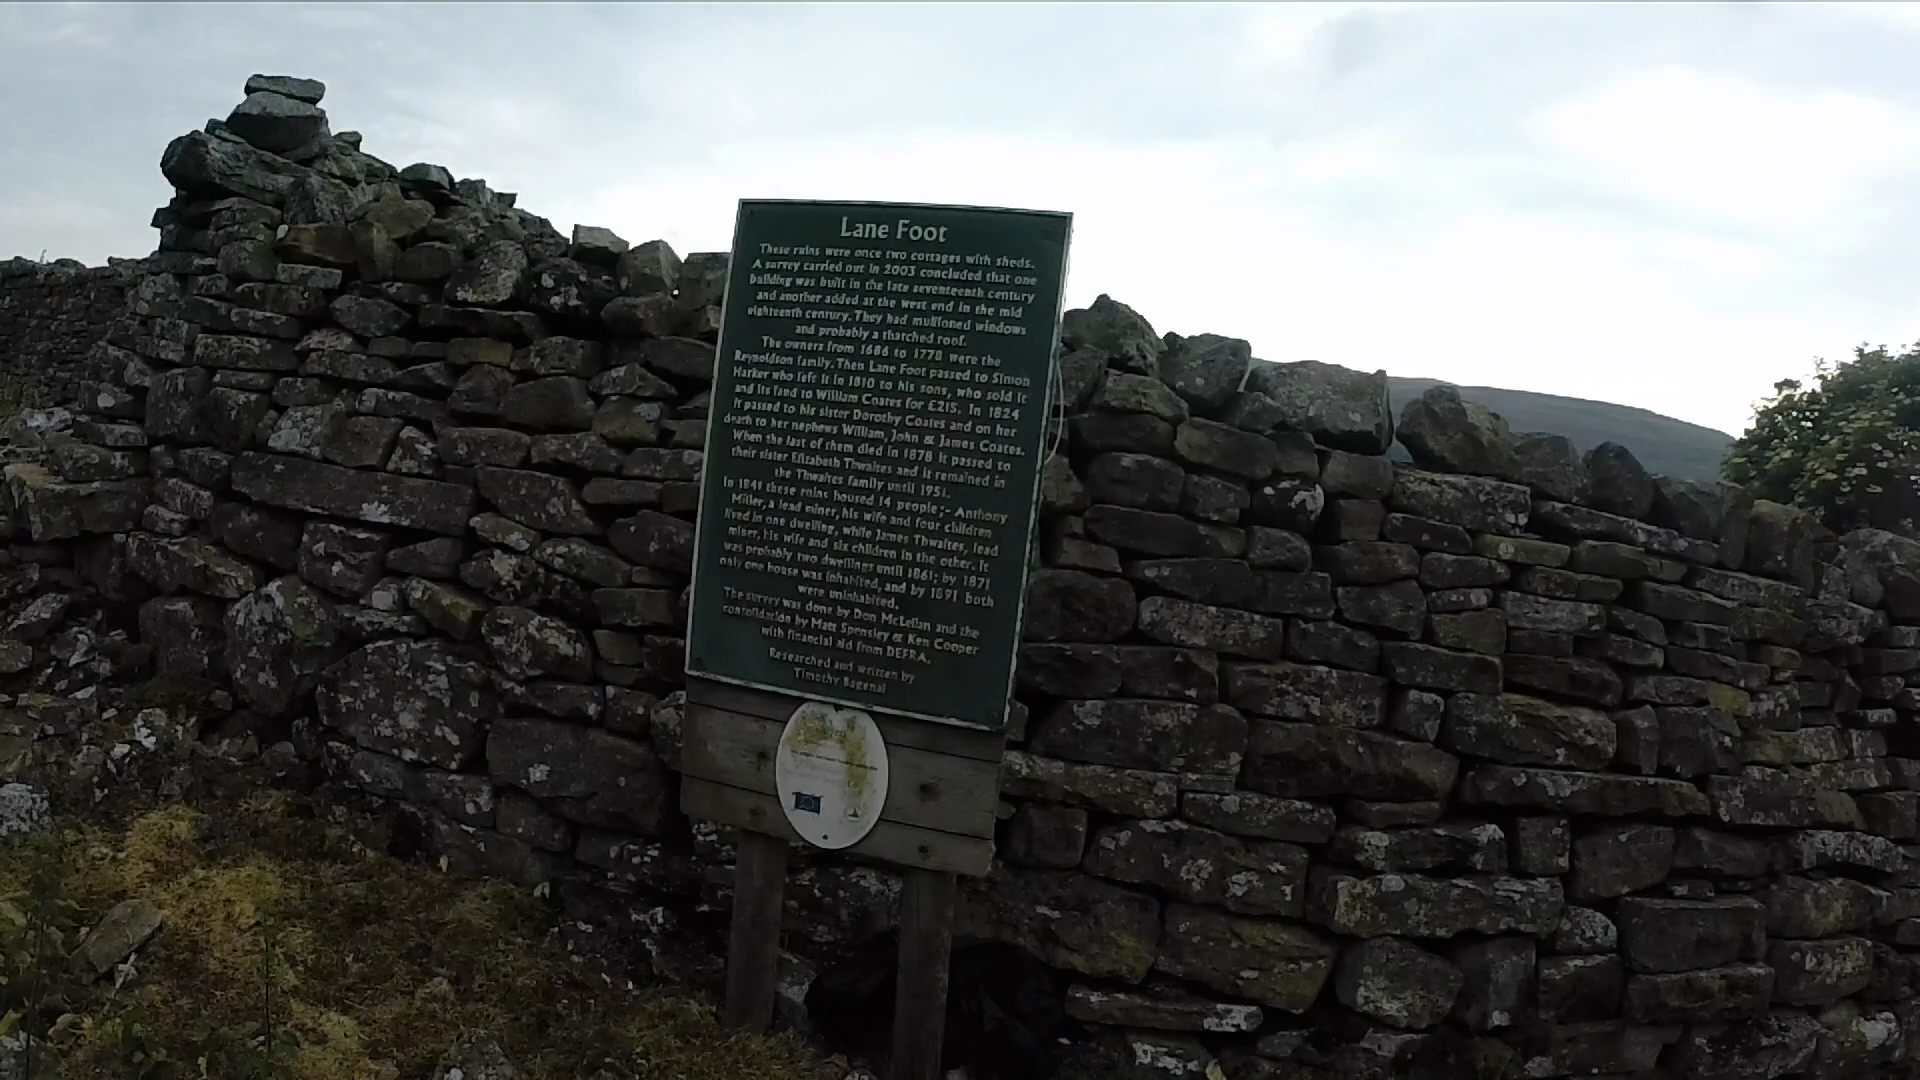 Lane Foot
These ruins were once two cottages with sheds.
A survey carried out in 2003 concluded that one
building was built in the late seventeenth century
and another added at the west end in the mid
eighteenth century. They had mullioned windows
and probably a thatched roof.
The owners from 1686 to 1778 were the
Reynoldson family. Then Lane Foot passed to Simon
Harker who left it in 1810 to his sons, who sold it
and its land to William Coates for £215. In 1824
it passed to his sister Dorothy Coates and on her
death to her nephews William, John & James Coates.
When the last of them died in 1878 it passed to
their sister Elizabeth Thwaites and it remained in
the Thwaites family until 1951.
In 1841 these ruins housed 14 people;- Anthony
Miller, a lead miner, his wife and four children
lived in one dwelling, while James Thwaites, lead
miner, his wife and six children in the other. It
was probably two dwellings until 1861; by 1871
only one house was inhabited, and by 1891 both
were uninhabited.
The survey was done by Don McLellan and the
consolidation by Matt Spensley & Ken Cooper
with financial aid from DEFRA.
Researched and written by
Timothy Bagenal